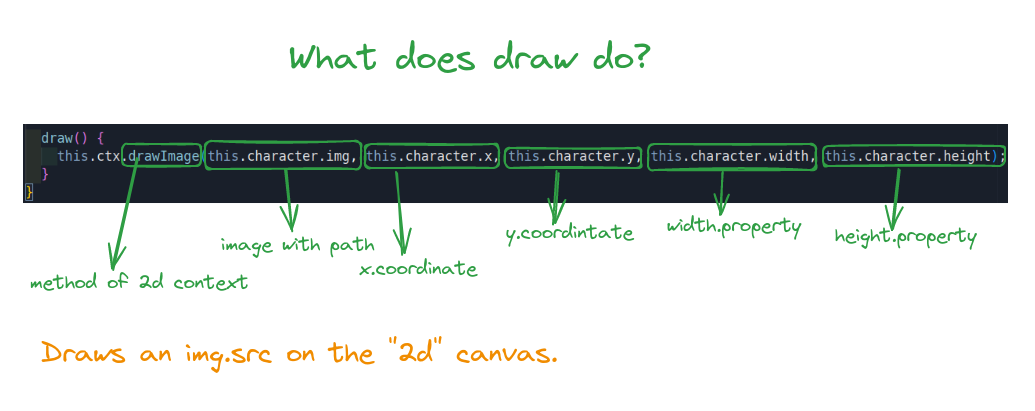 What does draw do?
draw() {
this.ctx.drawImage(this.character.img, this.character.x, this.character.y, this.character.width, this.character.height);
}
}
method of 2d context
image with path
x.coordinate
y.coordintate
width.property
height.property
Draws an img.src on the "2d" canvas.